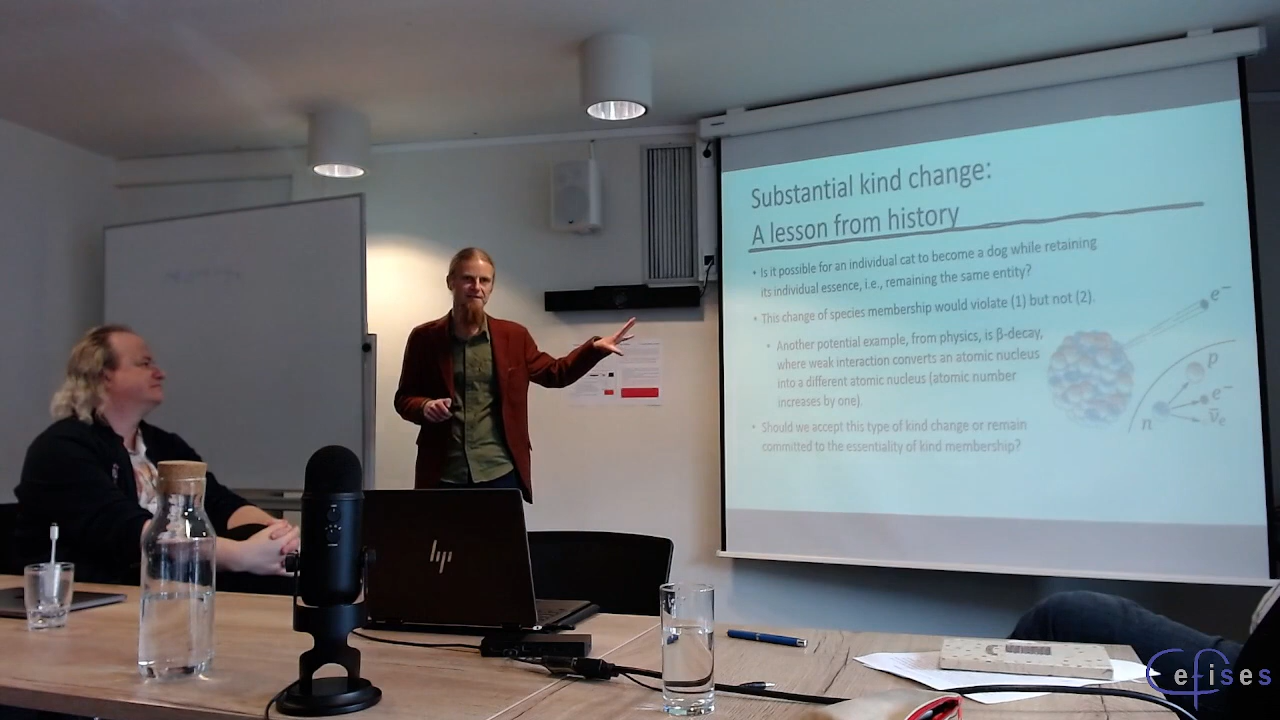 Substantial kind change:
A lesson from history
• Is it possible for an individual cat to become a dog while retaining
its individual essence, i.e., remaining the same entity?
• This change of species membership would violate (1) but not (2).
• Another potential example, from physics, is β-decay,
where weak interaction converts an atomic nucleus
into a different atomic nucleus (atomic number
increases by one).
• Should we accept this type of kind change or remain
committed to the essentiality of kind membership?
e⁻
p
e⁻
n
ν̄ₑ
hp
Cefises